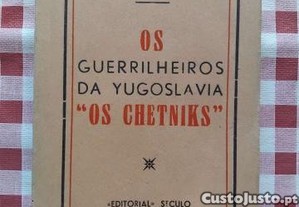 OS
GUERRILHEIROS
DA YUGOSLAVIA
"OS CHETNIKS"
«EDITORIAL» SÉCULO
CustoJusto.pt